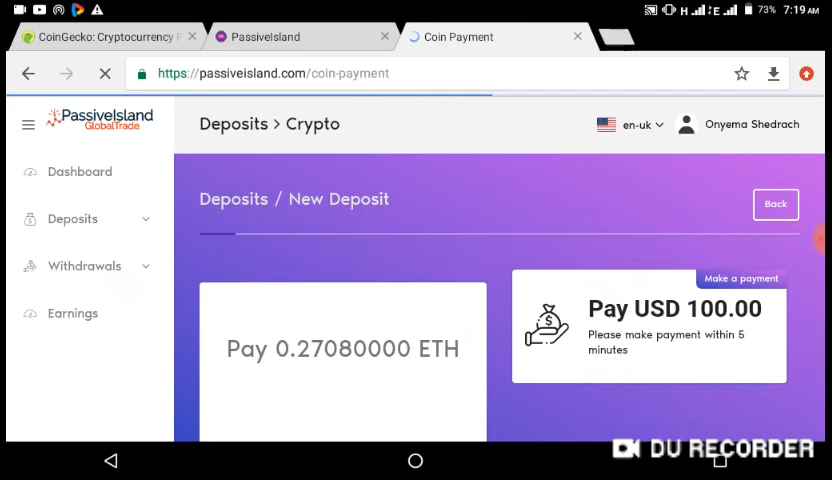 73% 7:19 AM
CoinGecko: Cryptocurrency P
PassiveIsland
Coin Payment
https://passiveisland.com/coin-payment
PassiveIsland
GlobalTrade
Deposits > Crypto
en-uk
Onyema Shedrach
Dashboard
Deposits
Withdrawals
Earnings
Deposits / New Deposit
Back
Pay 0.27080000 ETH
Make a payment
Pay USD 100.00
Please make payment within 5
minutes
DU RECORDER